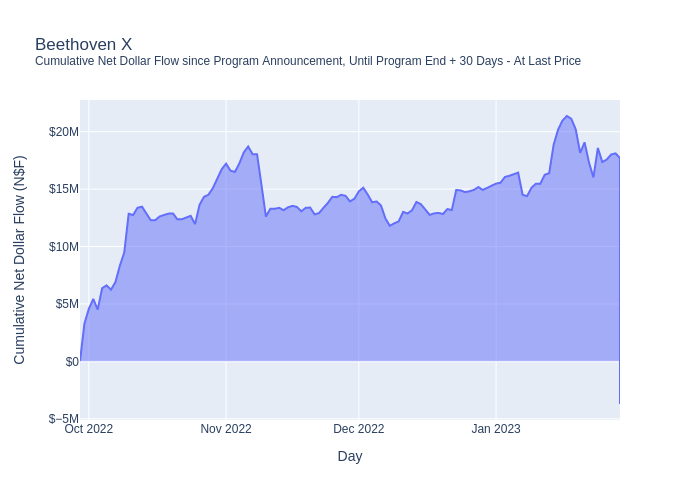 Beethoven X
Cumulative Net Dollar Flow since Program Announcement, Until Program End + 30 Days - At Last Price
Cumulative Net Dollar Flow (N$F)
$20M
$15M
$10M
$5M
$0
$−5M
Oct 2022
Nov 2022
Dec 2022
Jan 2023
Day